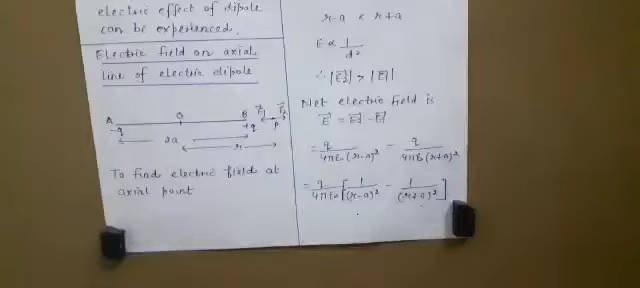 electric effect of dipole
can be experienced.
Electric field on axial
line of electric dipole
A O B E₁ E₂
-q +q P
2a
r
To find electric field at
axial point
r-a < r+a
E ∝ 1/d²
∴ |E₂| > |E₁|
Net electric field is
E = E₂ - E₁
= q/4πε₀(r-a)² - q/4πε₀(r+a)²
= q/4πε₀ [1/(r-a)² - 1/(r+a)²]